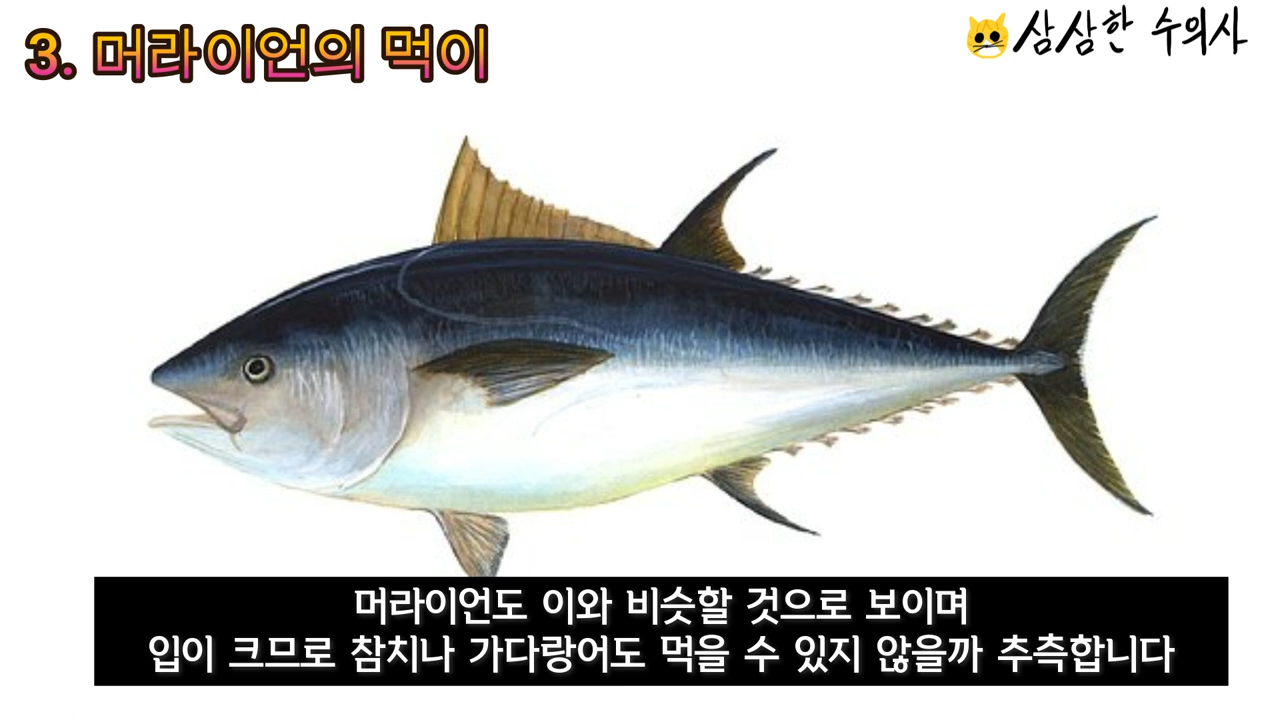 3. 머라이언의 먹이
삼삼한 수의사
머라이언도 이와 비슷할 것으로 보이며
입이 크므로 참치나 가다랑어도 먹을 수 있지 않을까 추측합니다